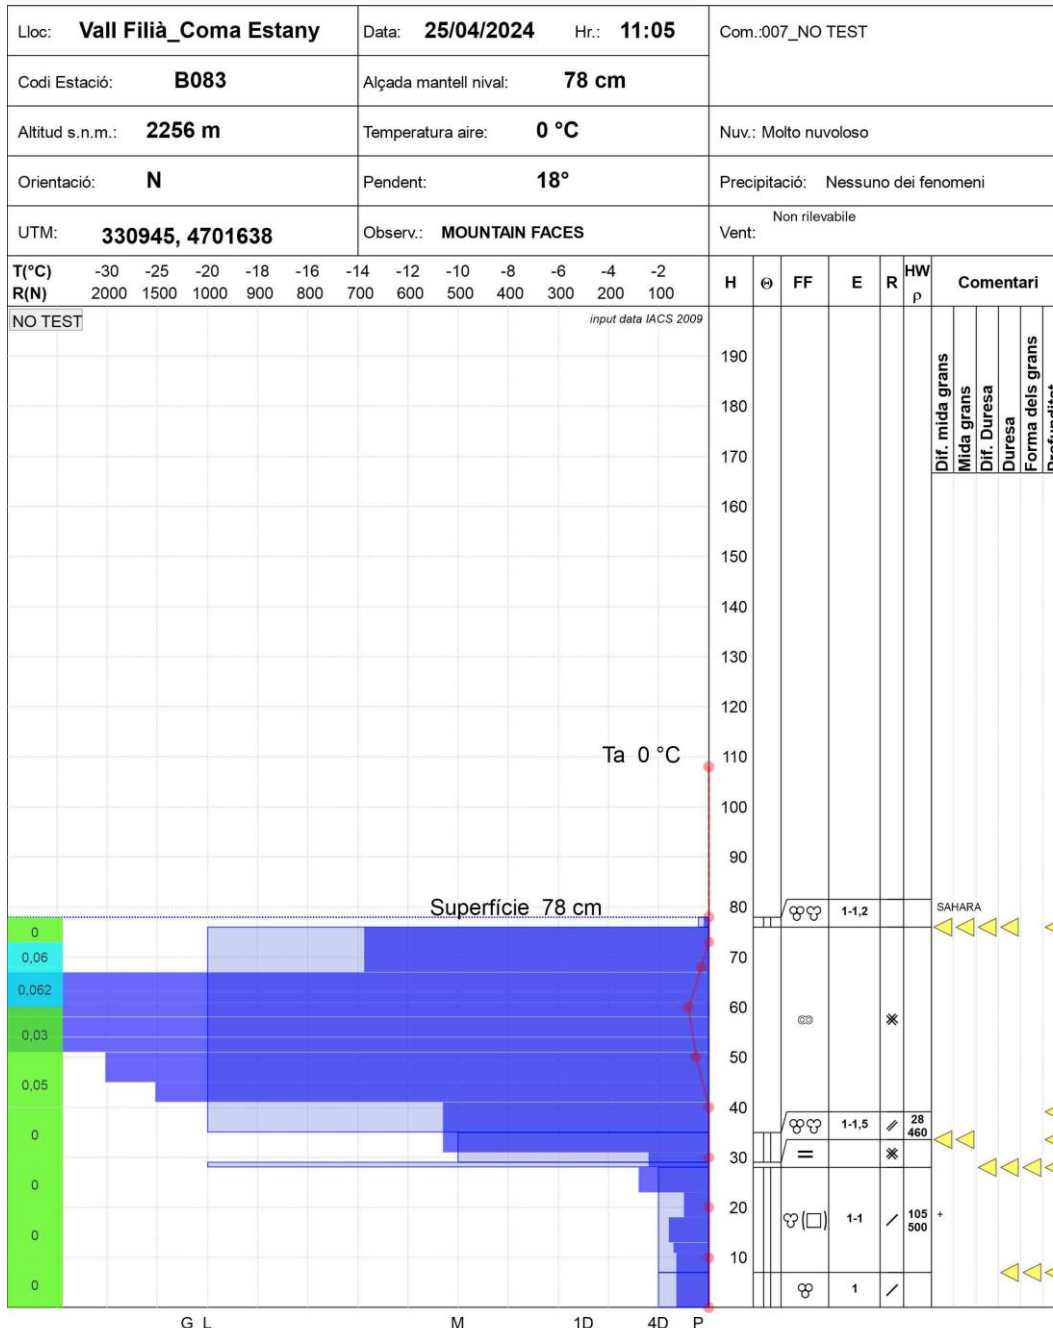 Lloc: Vall Filià_Coma Estany Data: 25/04/2024 Hr.: 11:05 Com.:007_NO TEST
Codi Estació: B083 Alçada mantell nival: 78 cm
Altitud s.n.m.: 2256 m Temperatura aire: 0 °C Nuv.: Molto nuvoloso
Orientació: N Pendent: 18° Precipitació: Nessuno dei fenomeni
UTM: 330945, 4701638 Observ.: MOUNTAIN FACES Vent: Non rilevabile
T(°C) -30 -25 -20 -18 -16 -14 -12 -10 -8 -6 -4 -2
R(N) 2000 1500 1000 900 800 700 600 500 400 300 200 100
H Θ FF E R HW ρ Comentari
NO TEST input data IACS 2009
Dif. mida grans
Mida grans
Dif. Duresa
Duresa
Forma dels grans
Profunditat
190
180
170
160
150
140
130
120
Ta 0 °C 110
100
90
Superfície 78 cm 80 1-1,2 SAHARA
0
0,06 70
0,062
60
0,03
50
0,05
40
0 1-1,5 28
460
30
0
20
1-1 105 +
500
0
10
0 1
G L M 1D 4D P